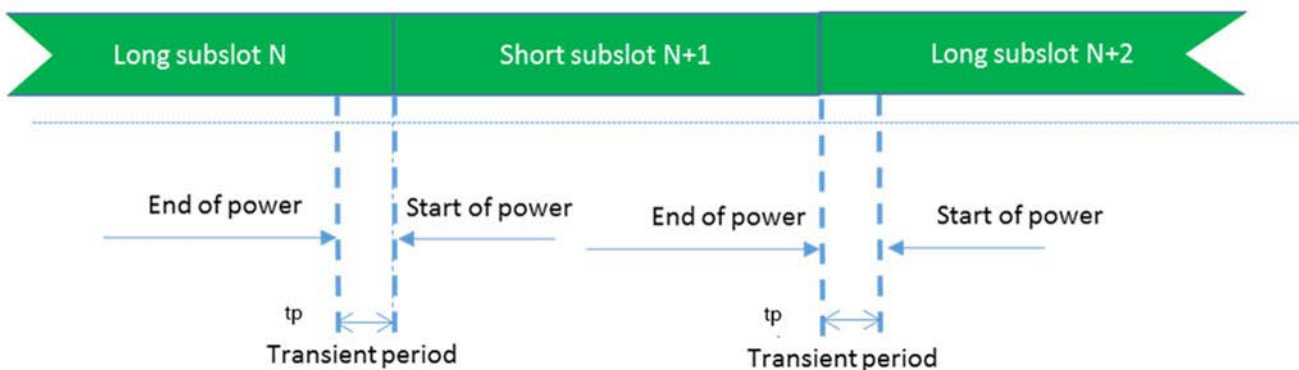 Long subslot N
Short subslot N+1
Long subslot N+2
End of power
Start of power
End of power
Start of power
tp
tp
Transient period
Transient period